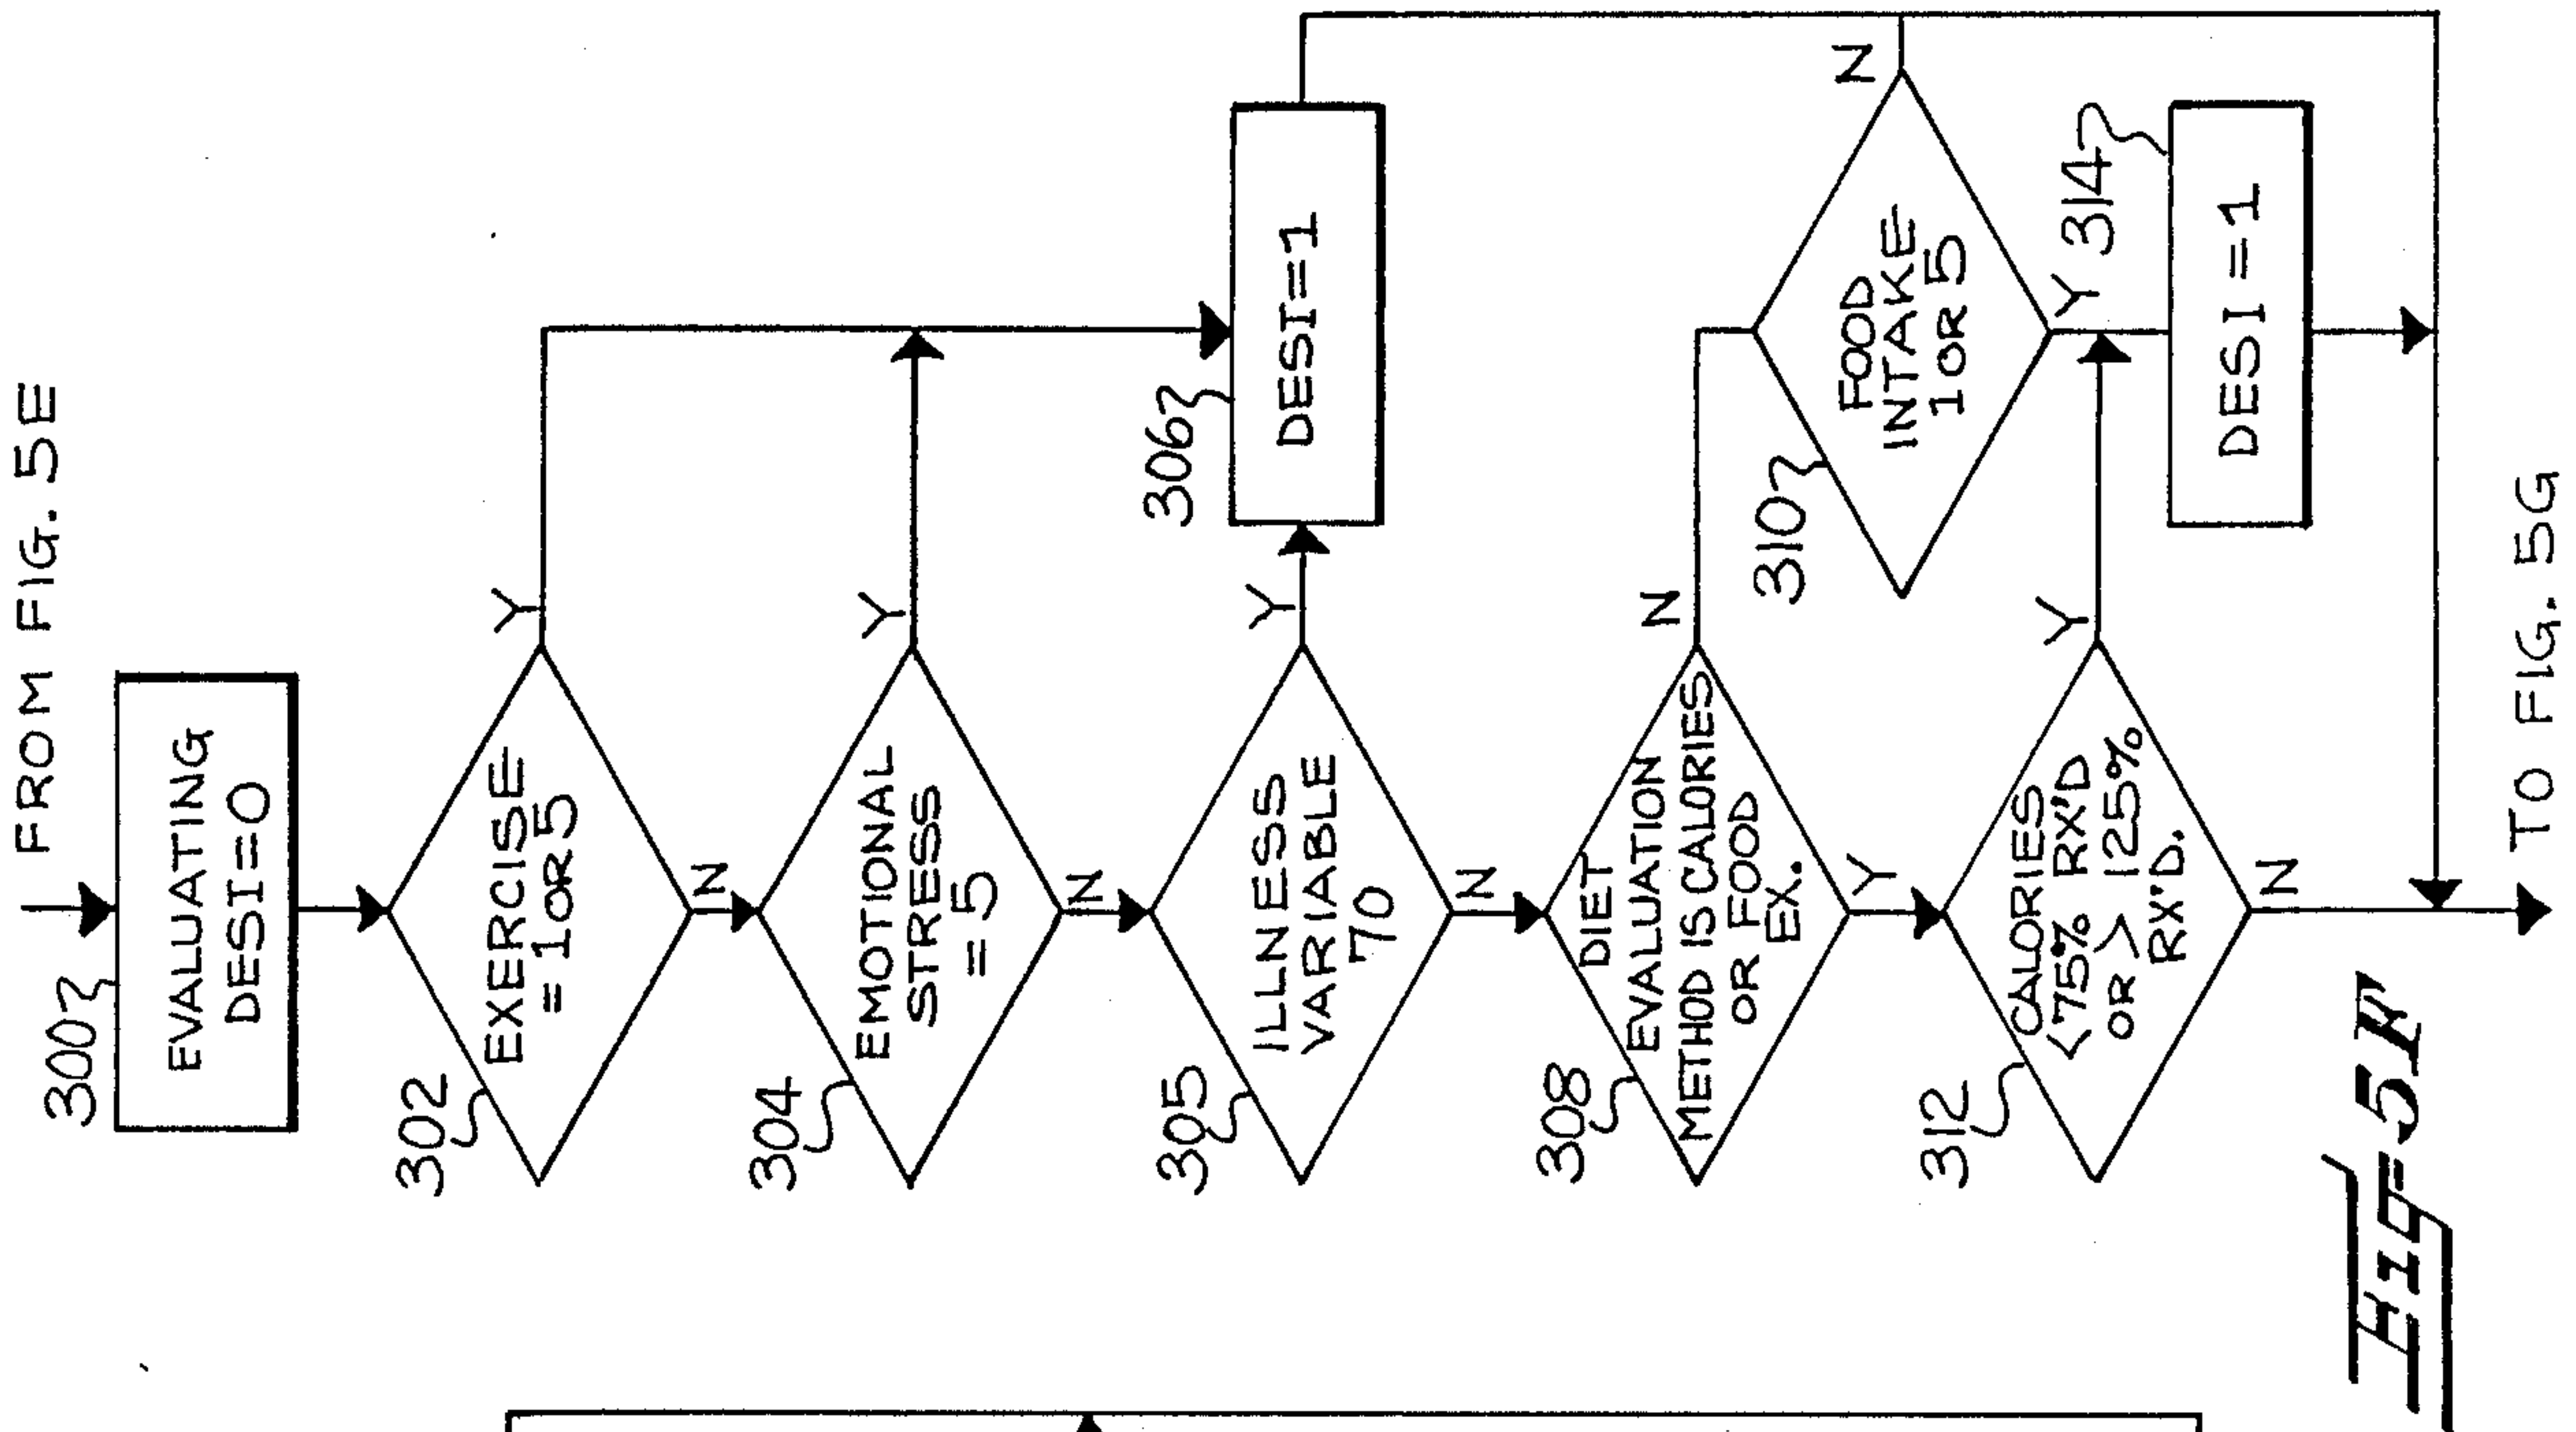 FROM FIG. 5E
300
EVALUATING
DESI=0
302
EXERCISE
= 1 OR 5
Y
N
304
EMOTIONAL
STRESS
= 5
Y
N
305
ILLNESS
VARIABLE
70
Y
N
306
DESI=1
308
DIET
EVALUATION
METHOD IS CALORIES
OR FOOD
EX.
N
Y
310
FOOD
INTAKE
1 OR 5
N
Y
312
CALORIES
<75% RX'D
OR > 125%
RX'D.
Y
N
314
DESI=1
TO FIG. 5G
Fig-5F